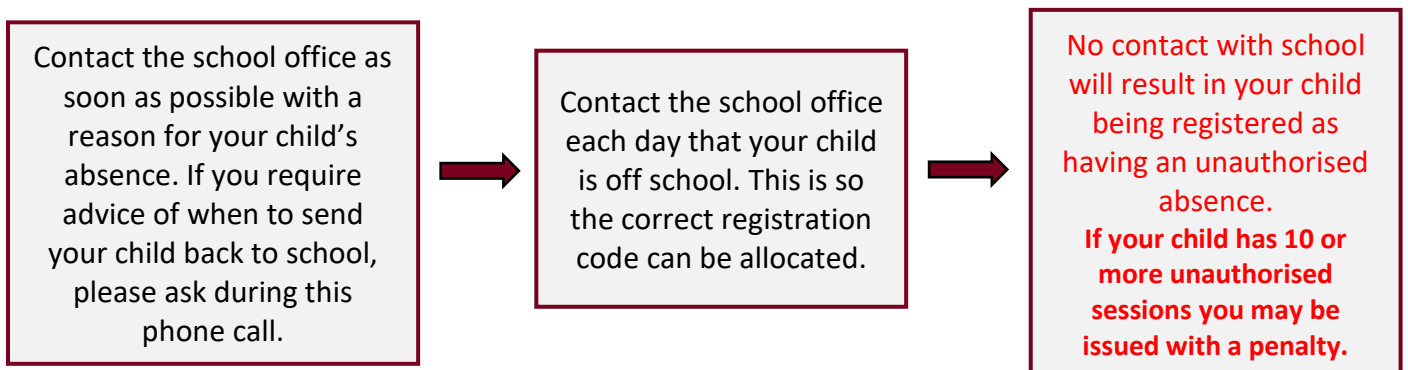 Contact the school office as
soon as possible with a
reason for your child’s
absence. If you require
advice of when to send
your child back to school,
please ask during this
phone call.
Contact the school office
each day that your child
is off school. This is so
the correct registration
code can be allocated.
No contact with school
will result in your child
being registered as
having an unauthorised
absence.
If your child has 10 or
more unauthorised
sessions you may be
issued with a penalty.